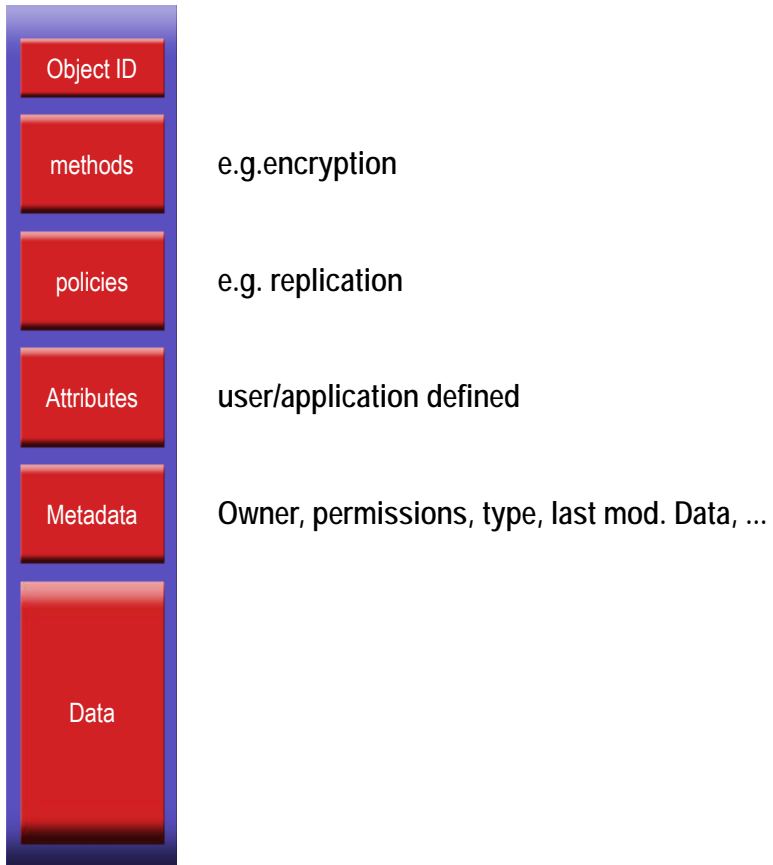 Object ID
methods
e.g.encryption
policies
e.g. replication
Attributes
user/application defined
Metadata
Owner, permissions, type, last mod. Data, ...
Data